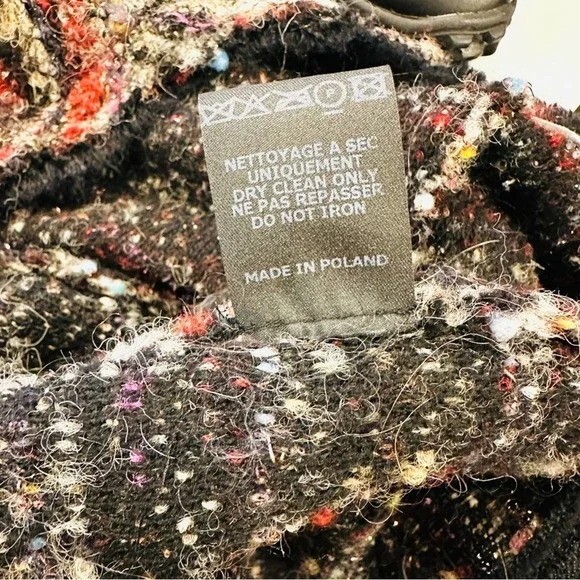 P
NETTOYAGE A SEC
UNIQUEMENT
DRY CLEAN ONLY
NE PAS REPASSER
DO NOT IRON
MADE IN POLAND